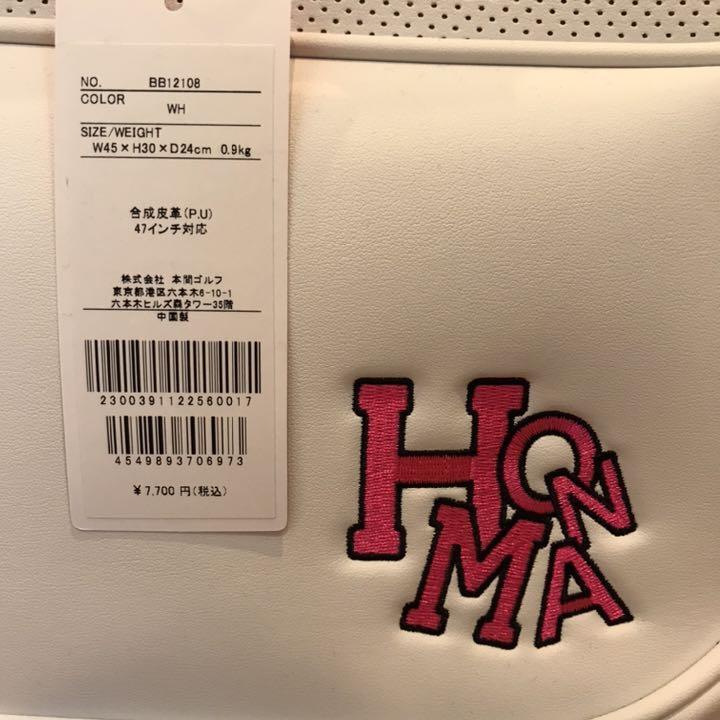 NO. BB12108
COLOR WH
SIZE/WEIGHT
W45×H30×D24cm 0.9kg
合成皮革(P.U)
47インチ対応
株式会社 本間ゴルフ
東京都港区六本木6-10-1
六本木ヒルズ森タワー35階
中国製
2300391122560017
4549893706973
¥7,700円(税込)
HONMA